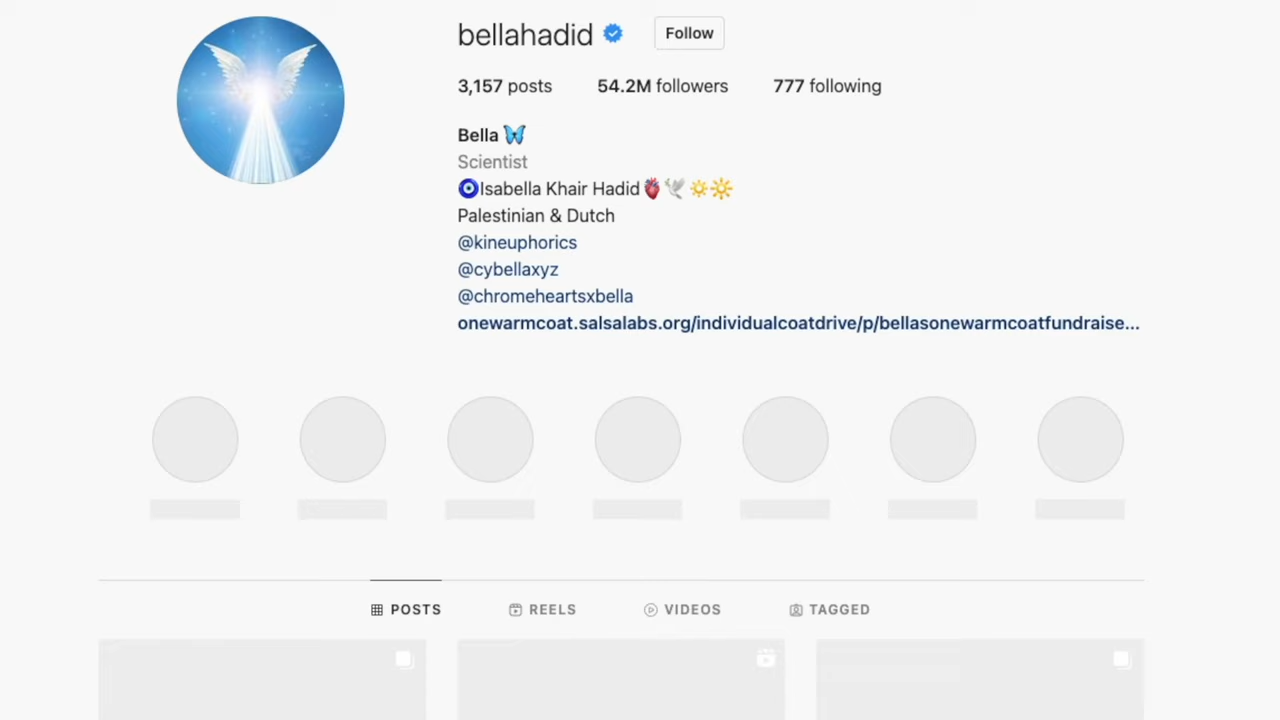 bellahadid Follow
3,157 posts 54.2M followers 777 following
Bella 🦋
Scientist
🧿Isabella Khair Hadid🫀🕊🔅🔆
Palestinian & Dutch
@kineuphorics
@cybellaxyz
@chromeheartsxbella
onewarmcoat.salsalabs.org/individualcoatdrive/p/bellasonewarmcoatfundraise...
POSTS REELS VIDEOS TAGGED